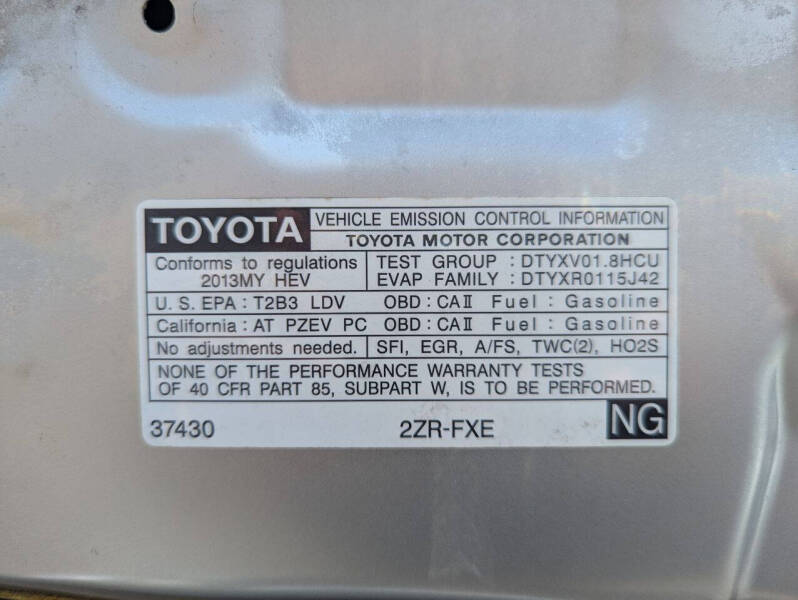 TOYOTA
VEHICLE EMISSION CONTROL INFORMATION
TOYOTA MOTOR CORPORATION
Conforms to regulations
2013MY HEV
TEST GROUP : DTYXV01.8HCU
EVAP FAMILY : DTYXR0115J42
U. S. EPA : T2B3 LDV OBD : CAⅡ Fuel : Gasoline
California : AT PZEV PC OBD : CAⅡ Fuel : Gasoline
No adjustments needed. SFI, EGR, A/FS, TWC(2), HO2S
NONE OF THE PERFORMANCE WARRANTY TESTS
OF 40 CFR PART 85, SUBPART W, IS TO BE PERFORMED.
37430 2ZR-FXE NG